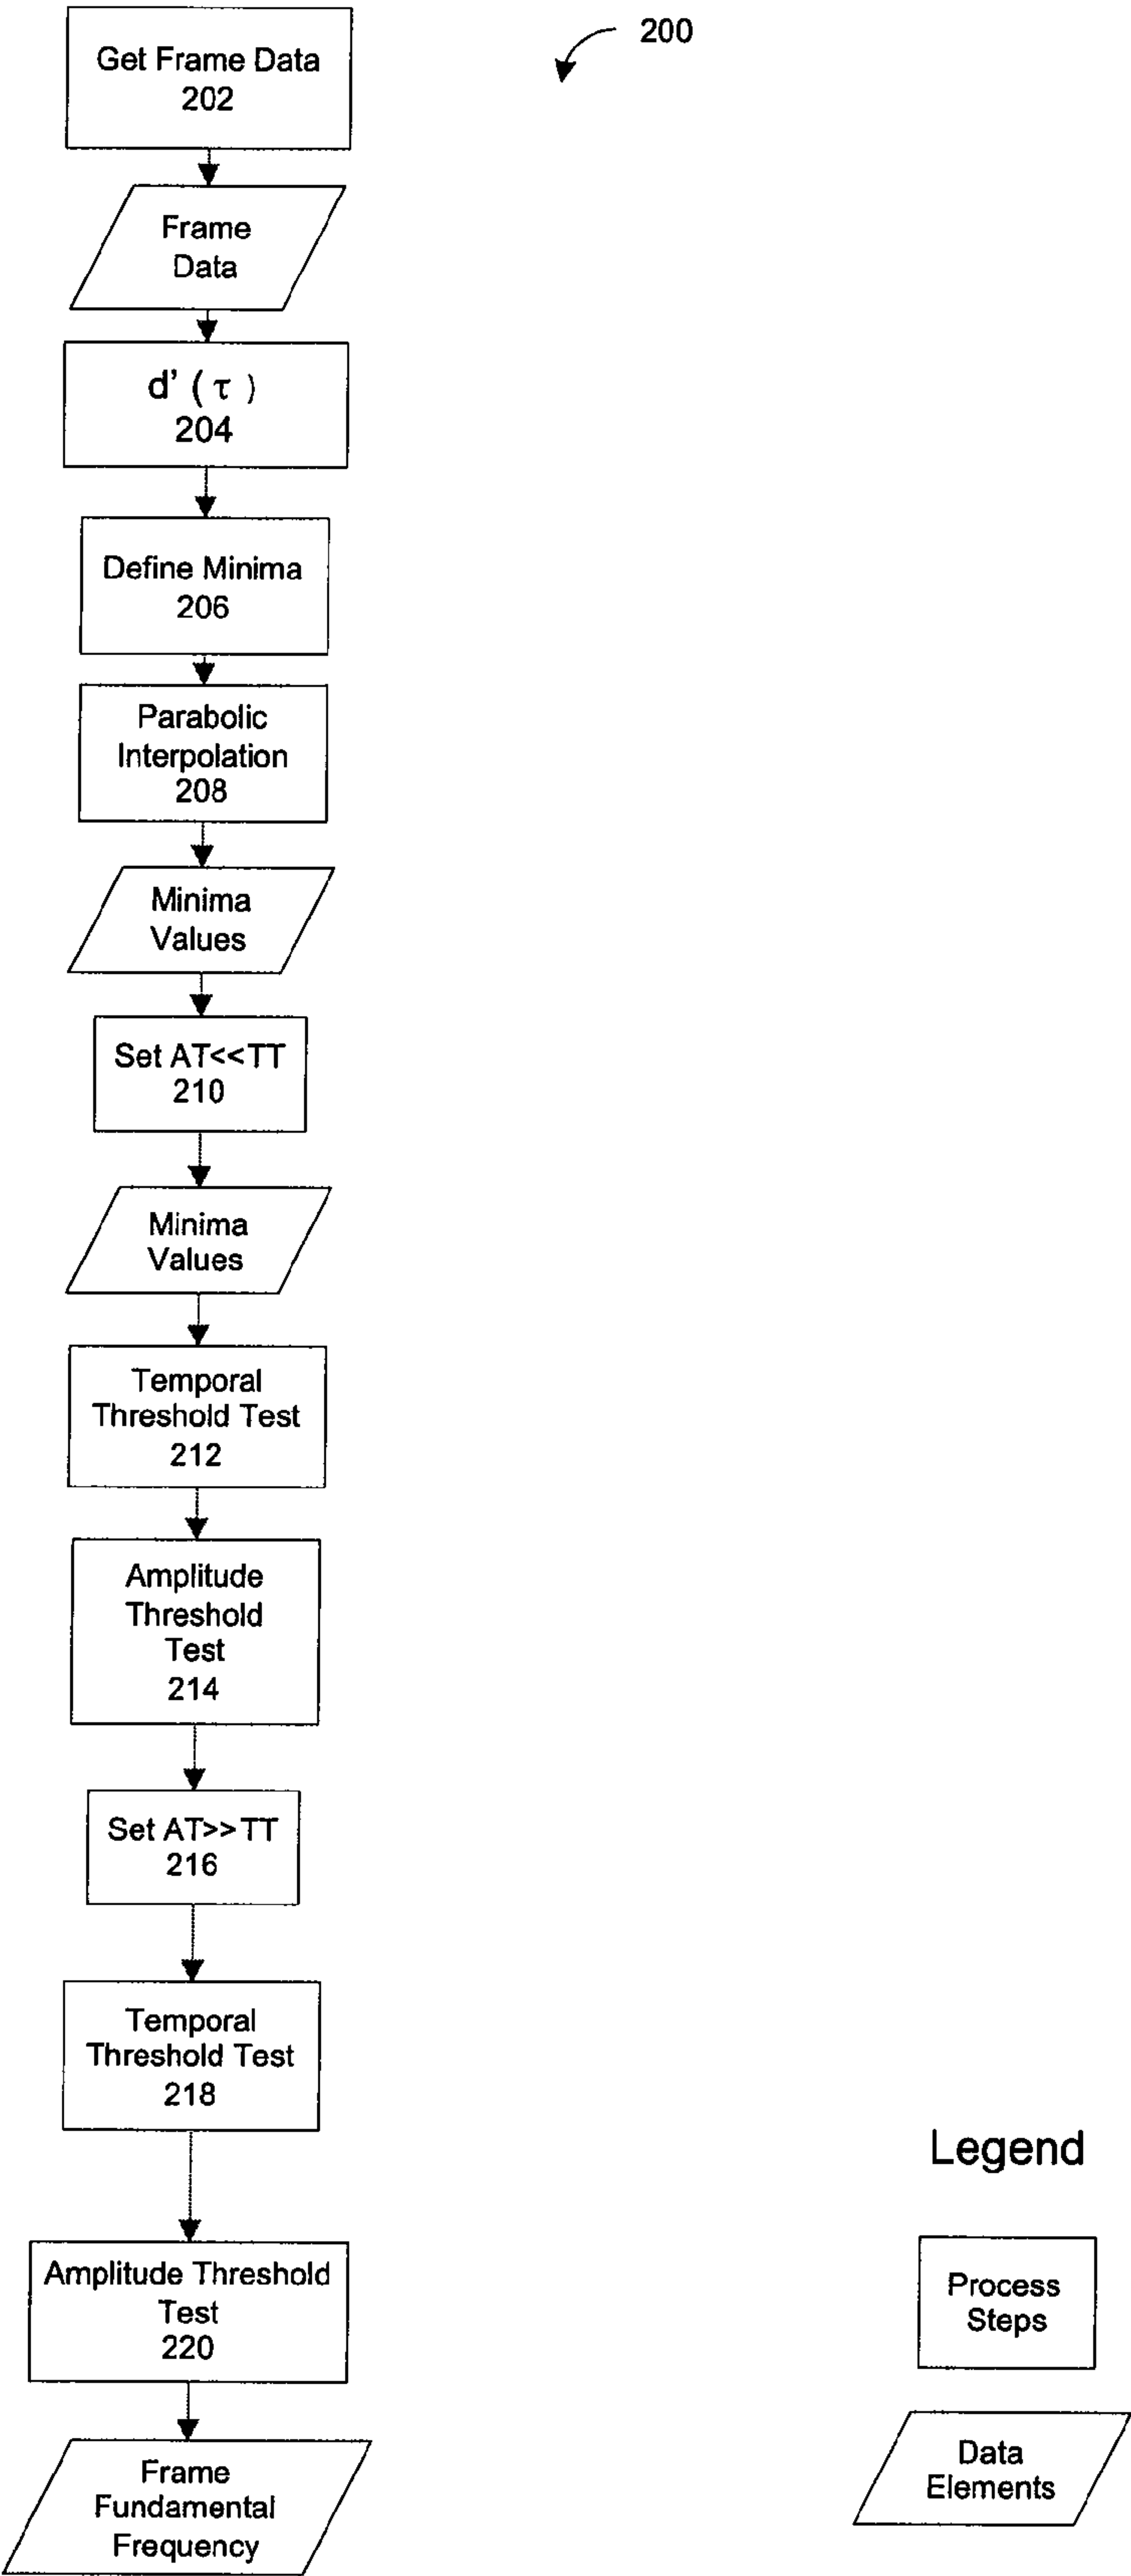 200
Get Frame Data
202
Frame
Data
d' ( τ )
204
Define Minima
206
Parabolic
Interpolation
208
Minima
Values
Set AT<<TT
210
Minima
Values
Temporal
Threshold Test
212
Amplitude
Threshold
Test
214
Set AT>>TT
216
Temporal
Threshold Test
218
Amplitude Threshold
Test
220
Frame
Fundamental
Frequency
Legend
Process
Steps
Data
Elements